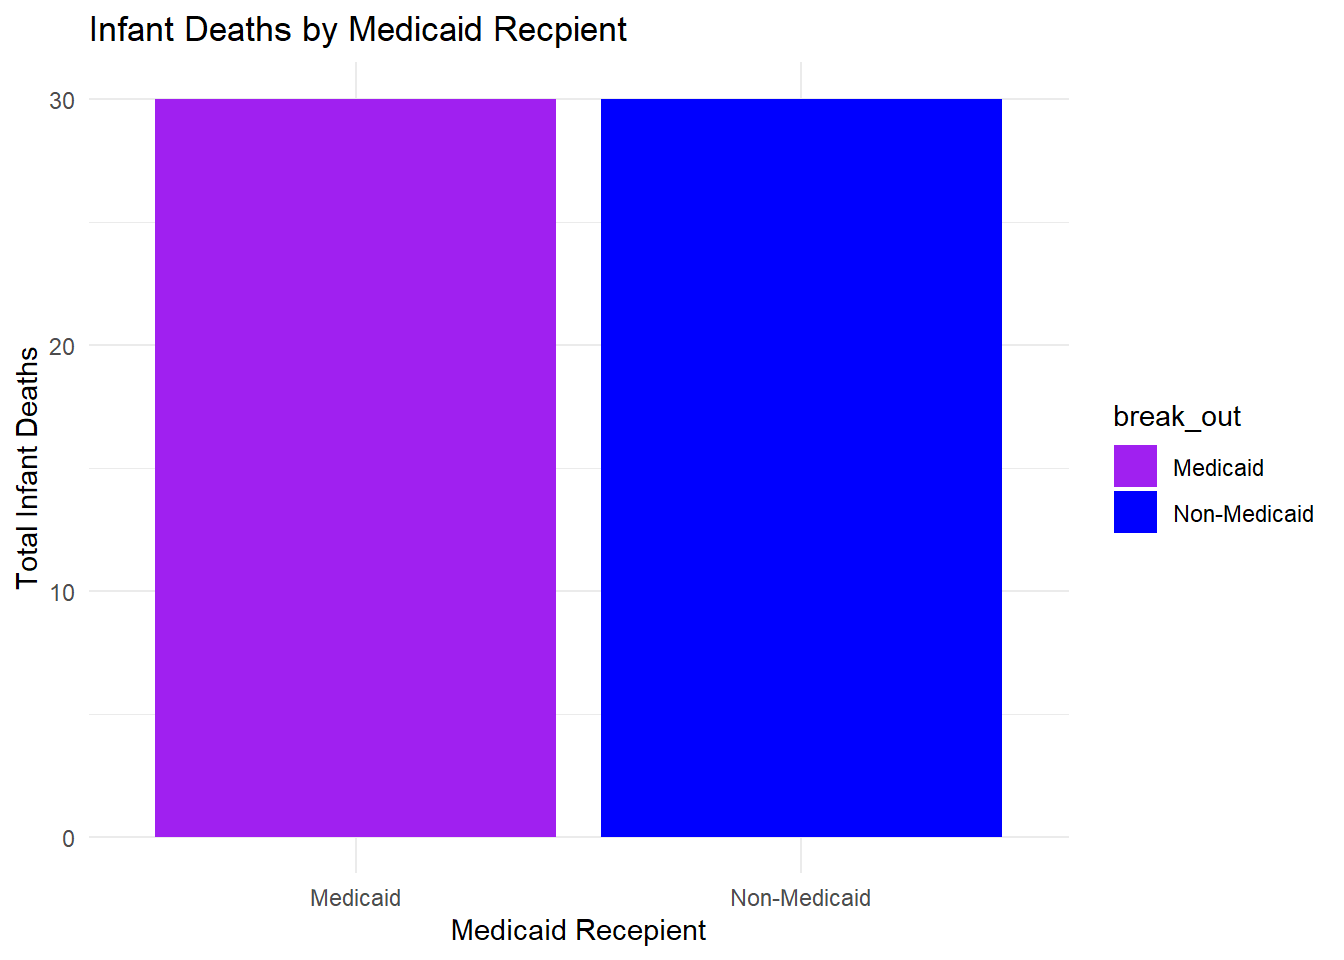 Infant Deaths by Medicaid Recpient
Total Infant Deaths
30
20
10
0
Medicaid
Non-Medicaid
Medicaid Recepient
break_out
Medicaid
Non-Medicaid